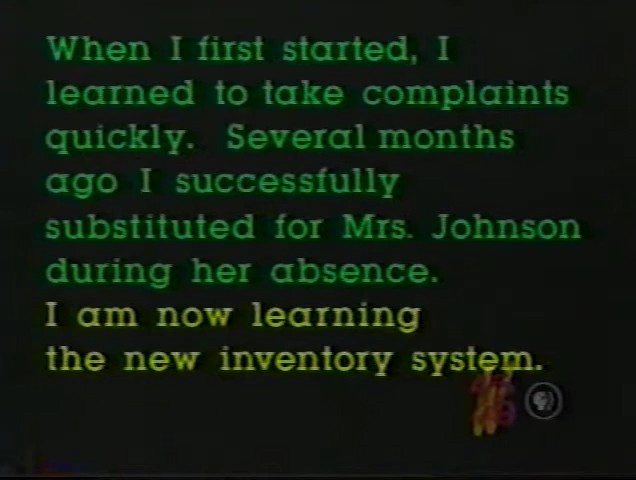 When I first started, I
learned to take complaints
quickly. Several months
ago I successfully
substituted for Mrs. Johnson
during her absence.
I am now learning
the new inventory system.